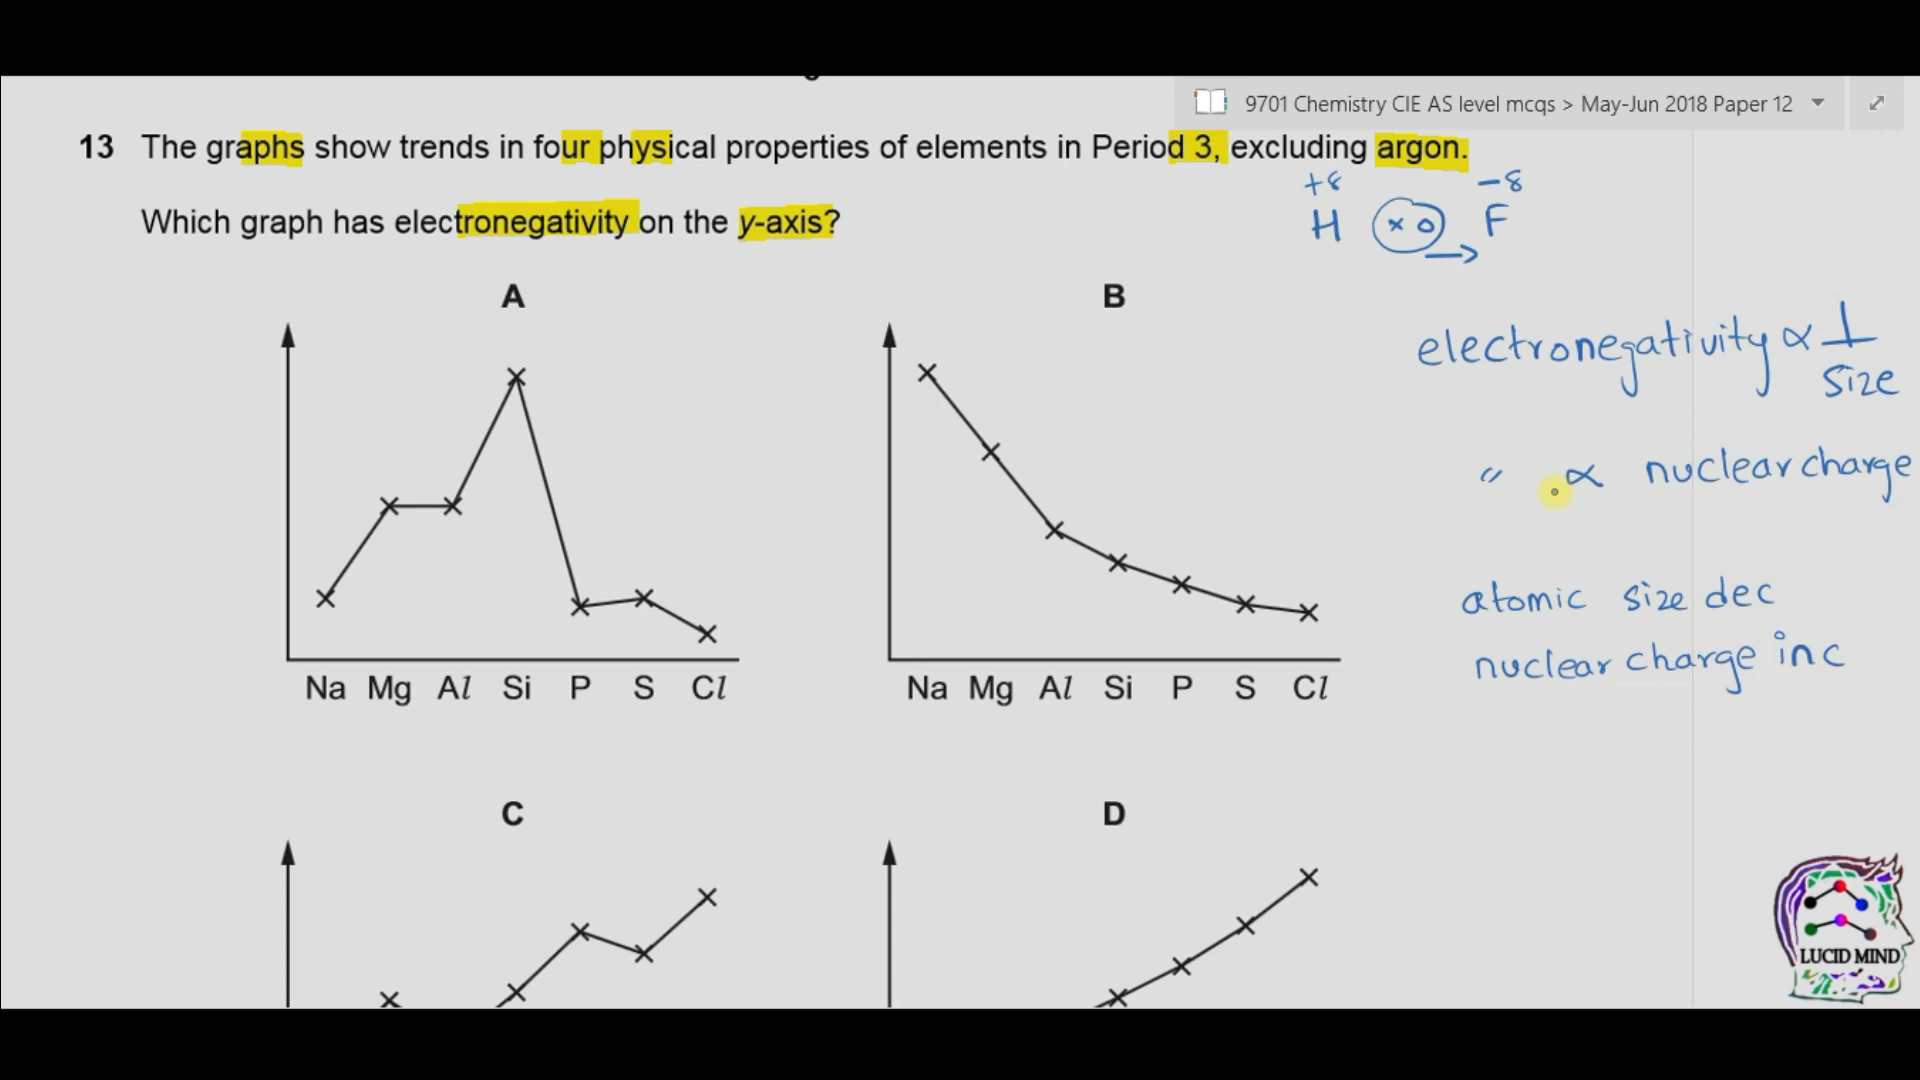 9701 Chemistry CIE AS level mcqs > May-Jun 2018 Paper 12
13 The graphs show trends in four physical properties of elements in Period 3, excluding argon.
+8 -8
H x o F
Which graph has electronegativity on the y-axis?
A
B
electronegativity ∝ 1/size
" ∝ nuclear charge
atomic size dec
nuclear charge inc
Na Mg Al Si P S Cl
Na Mg Al Si P S Cl
C
D
LUCID MIND